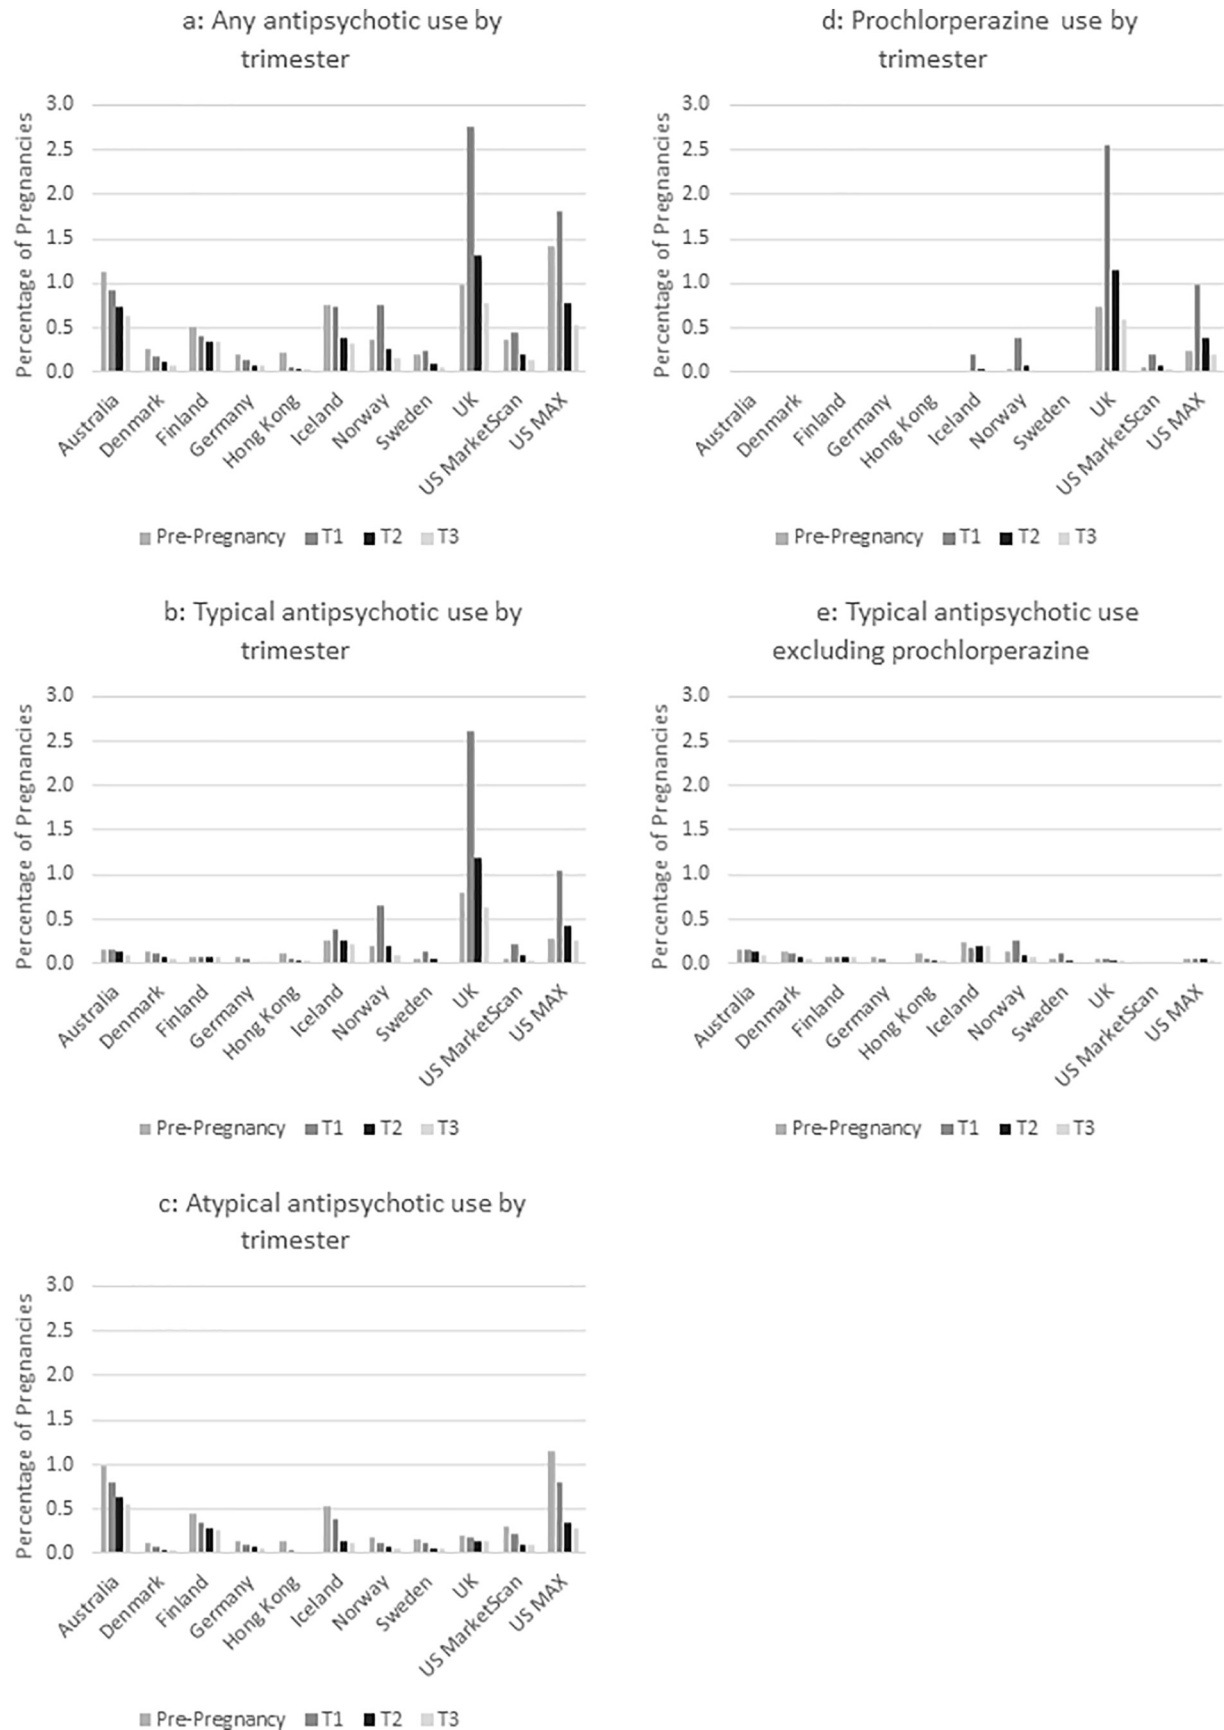 a: Any antipsychotic use by
trimester
Percentage of Pregnancies
3.0
2.5
2.0
1.5
1.0
0.5
0.0
Australia
Denmark
Finland
Germany
Hong Kong
Iceland
Norway
Sweden
UK
US MarketScan
US MAX
Pre-Pregnancy T1 T2 T3
d: Prochlorperazine use by
trimester
Percentage of Pregnancies
3.0
2.5
2.0
1.5
1.0
0.5
0.0
Australia
Denmark
Finland
Germany
Hong Kong
Iceland
Norway
Sweden
UK
US MarketScan
US MAX
Pre-Pregnancy T1 T2 T3
b: Typical antipsychotic use by
trimester
Percentage of Pregnancies
3.0
2.5
2.0
1.5
1.0
0.5
0.0
Australia
Denmark
Finland
Germany
Hong Kong
Iceland
Norway
Sweden
UK
US MarketScan
US MAX
Pre-Pregnancy T1 T2 T3
e: Typical antipsychotic use
excluding prochlorperazine
Percentage of Pregnancies
3.0
2.5
2.0
1.5
1.0
0.5
0.0
Australia
Denmark
Finland
Germany
Hong Kong
Iceland
Norway
Sweden
UK
US MarketScan
US MAX
Pre-Pregnancy T1 T2 T3
c: Atypical antipsychotic use by
trimester
Percentage of Pregnancies
3.0
2.5
2.0
1.5
1.0
0.5
0.0
Australia
Denmark
Finland
Germany
Hong Kong
Iceland
Norway
Sweden
UK
US MarketScan
US MAX
Pre-Pregnancy T1 T2 T3